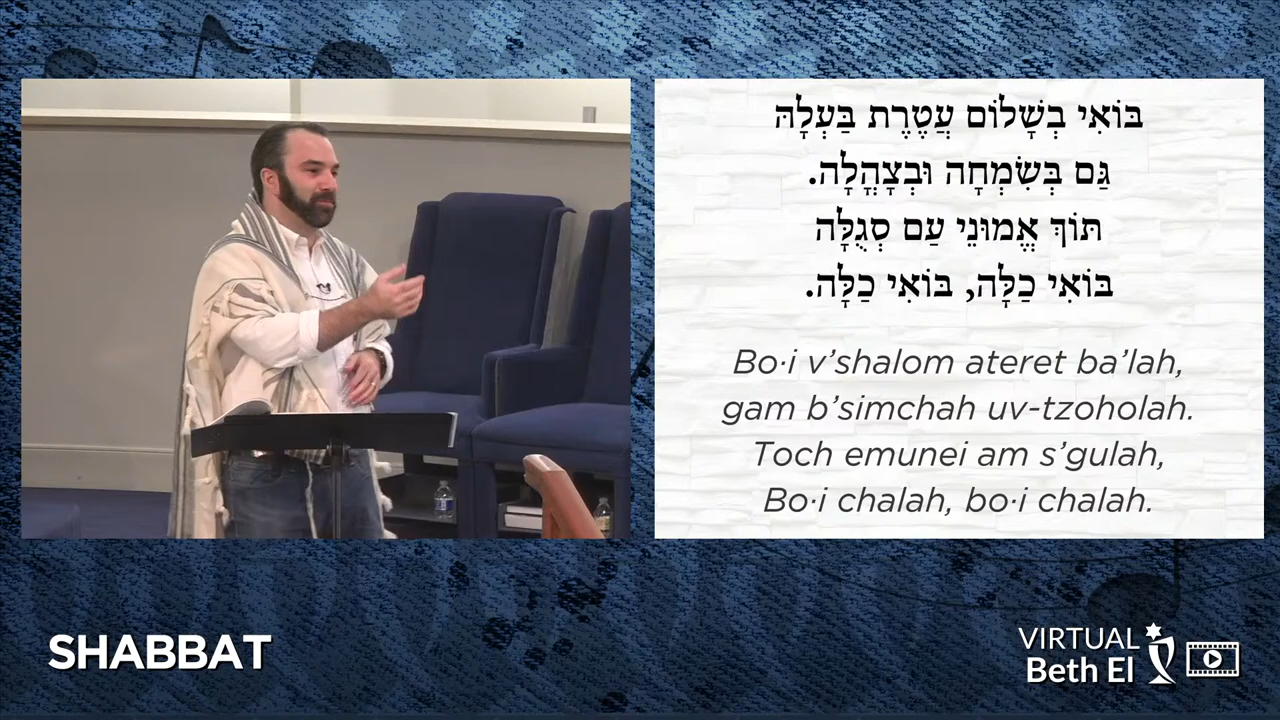 בּוֹאִי בְשָׁלוֹם עֲטֶרֶת בַּעְלָהּ
גַּם בְּשִׂמְחָה וּבְצָהֳלָה.
תּוֹךְ אֱמוּנֵי עַם סְגֻלָּה
בּוֹאִי כַלָּה, בּוֹאִי כַלָּה.
Bo·i v’shalom ateret ba’lah,
gam b’simchah uv-tzoholah.
Toch emunei am s’gulah,
Bo·i chalah, bo·i chalah.
SHABBAT
VIRTUAL
Beth El